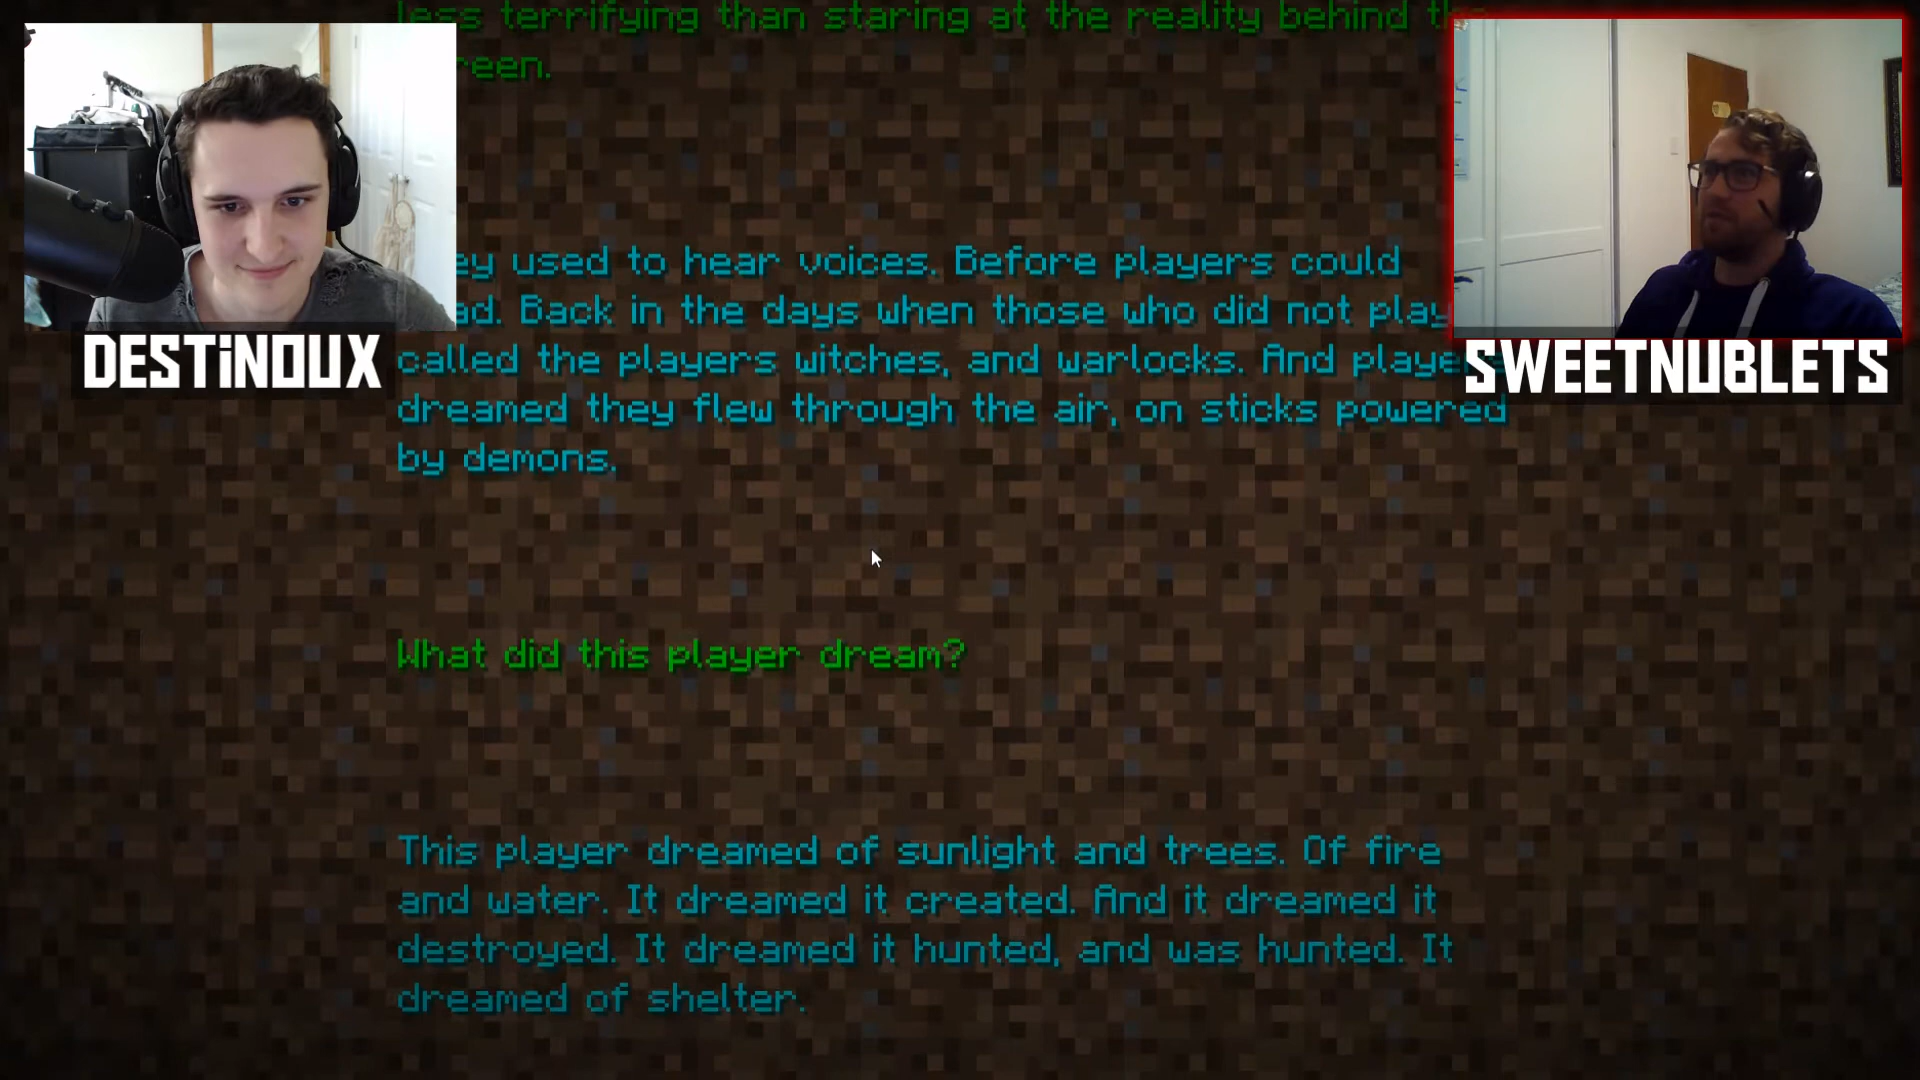 less terrifying than staring at the reality behind
reen.
ey used to hear voices. Before players could
ad. Back in the days when those who did not play
called the players witches, and warlocks. And player
dreamed they flew through the air, on sticks powered
by demons.
What did this player dream?
This player dreamed of sunlight and trees. Of fire
and water. It dreamed it created. And it dreamed it
destroyed. It dreamed it hunted, and was hunted. It
dreamed of shelter.
DESTiNOUX
SWEETNUBLETS